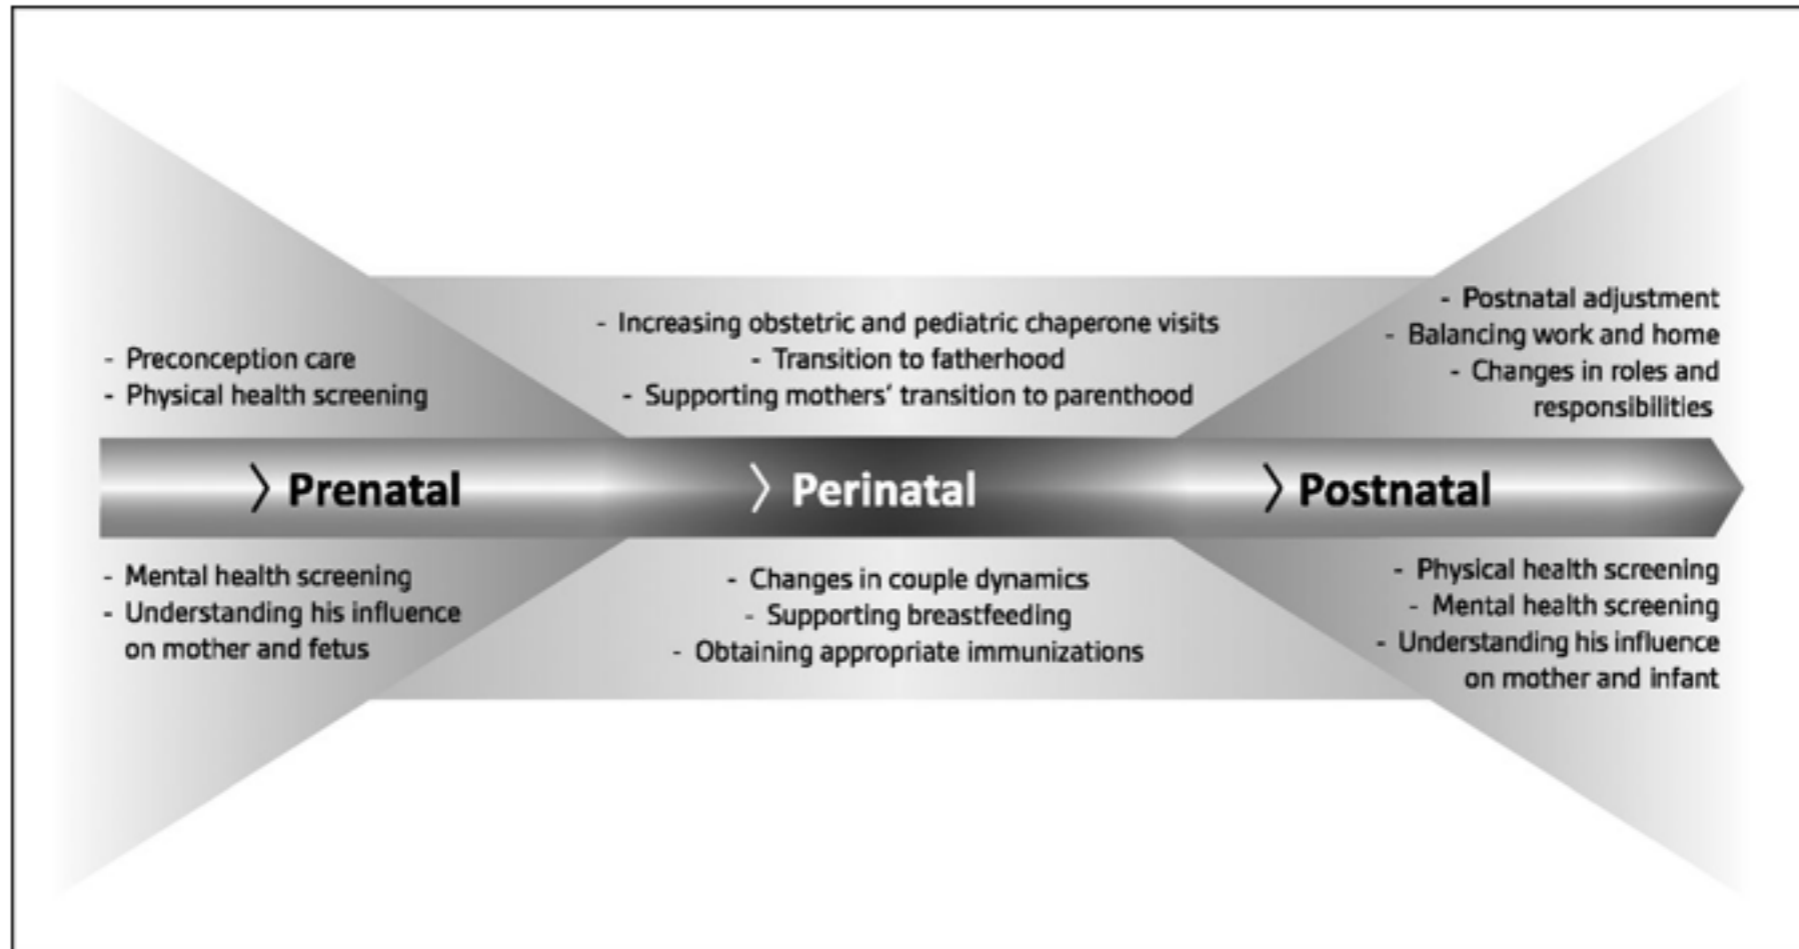 - Preconception care
- Physical health screening
- Increasing obstetric and pediatric chaperone visits
- Transition to fatherhood
- Supporting mothers' transition to parenthood
- Postnatal adjustment
- Balancing work and home
- Changes in roles and
responsibilities
〉 Prenatal
〉 Perinatal
〉 Postnatal
- Mental health screening
- Understanding his influence
on mother and fetus
- Changes in couple dynamics
- Supporting breastfeeding
- Obtaining appropriate immunizations
- Physical health screening
- Mental health screening
- Understanding his influence
on mother and infant